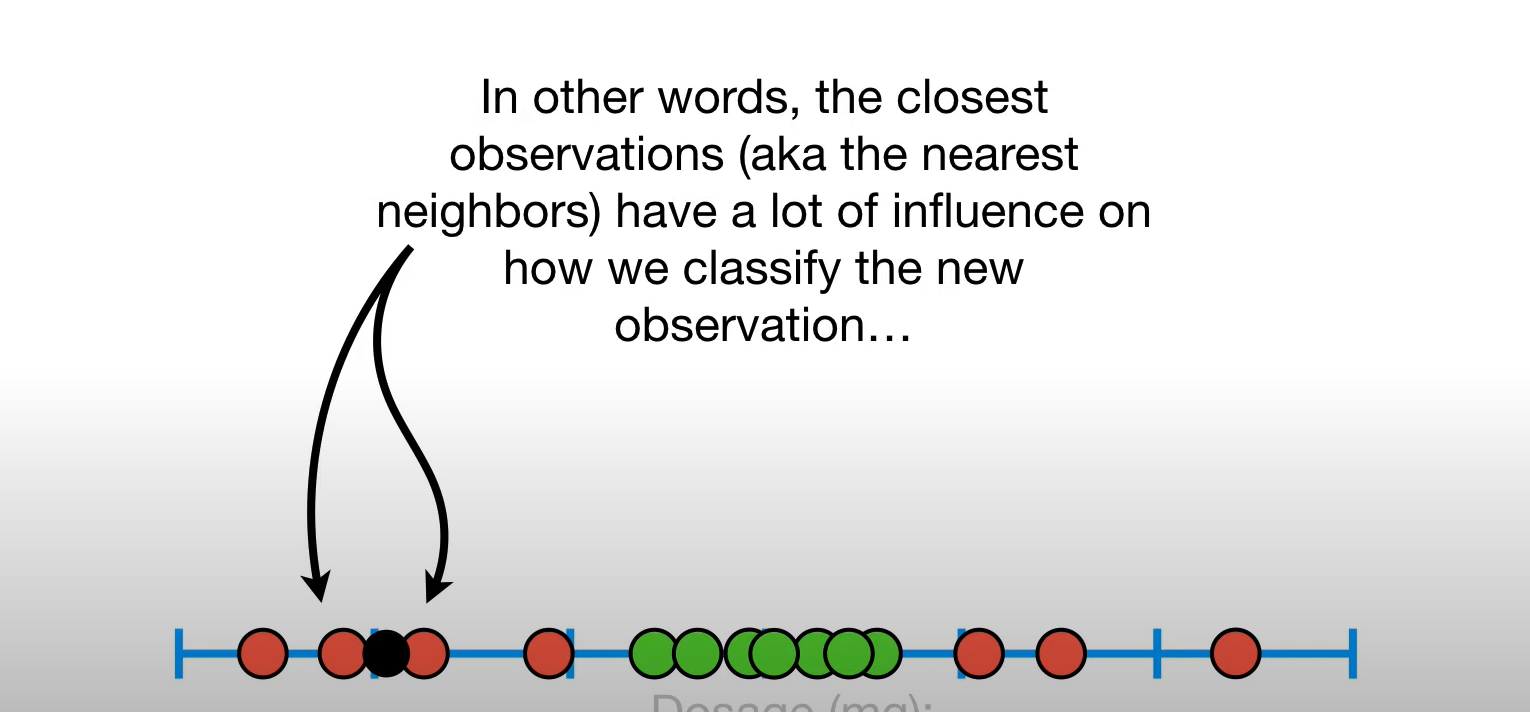 In other words, the closest
observations (aka the nearest
neighbors) have a lot of influence on
how we classify the new
observation…
Dosage (mg):